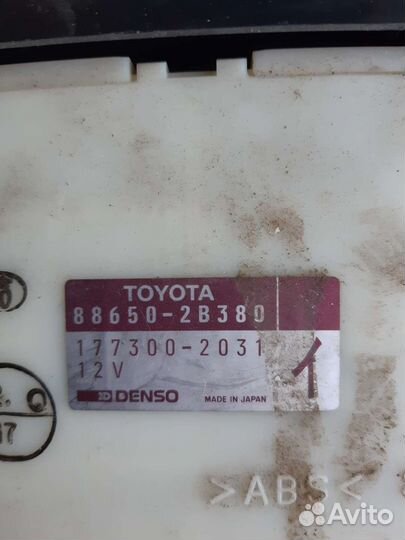 TOYOTA
88650-2B380
177300-2031
12V
イ
DENSO
MADE IN JAPAN
>ABS<
Avito